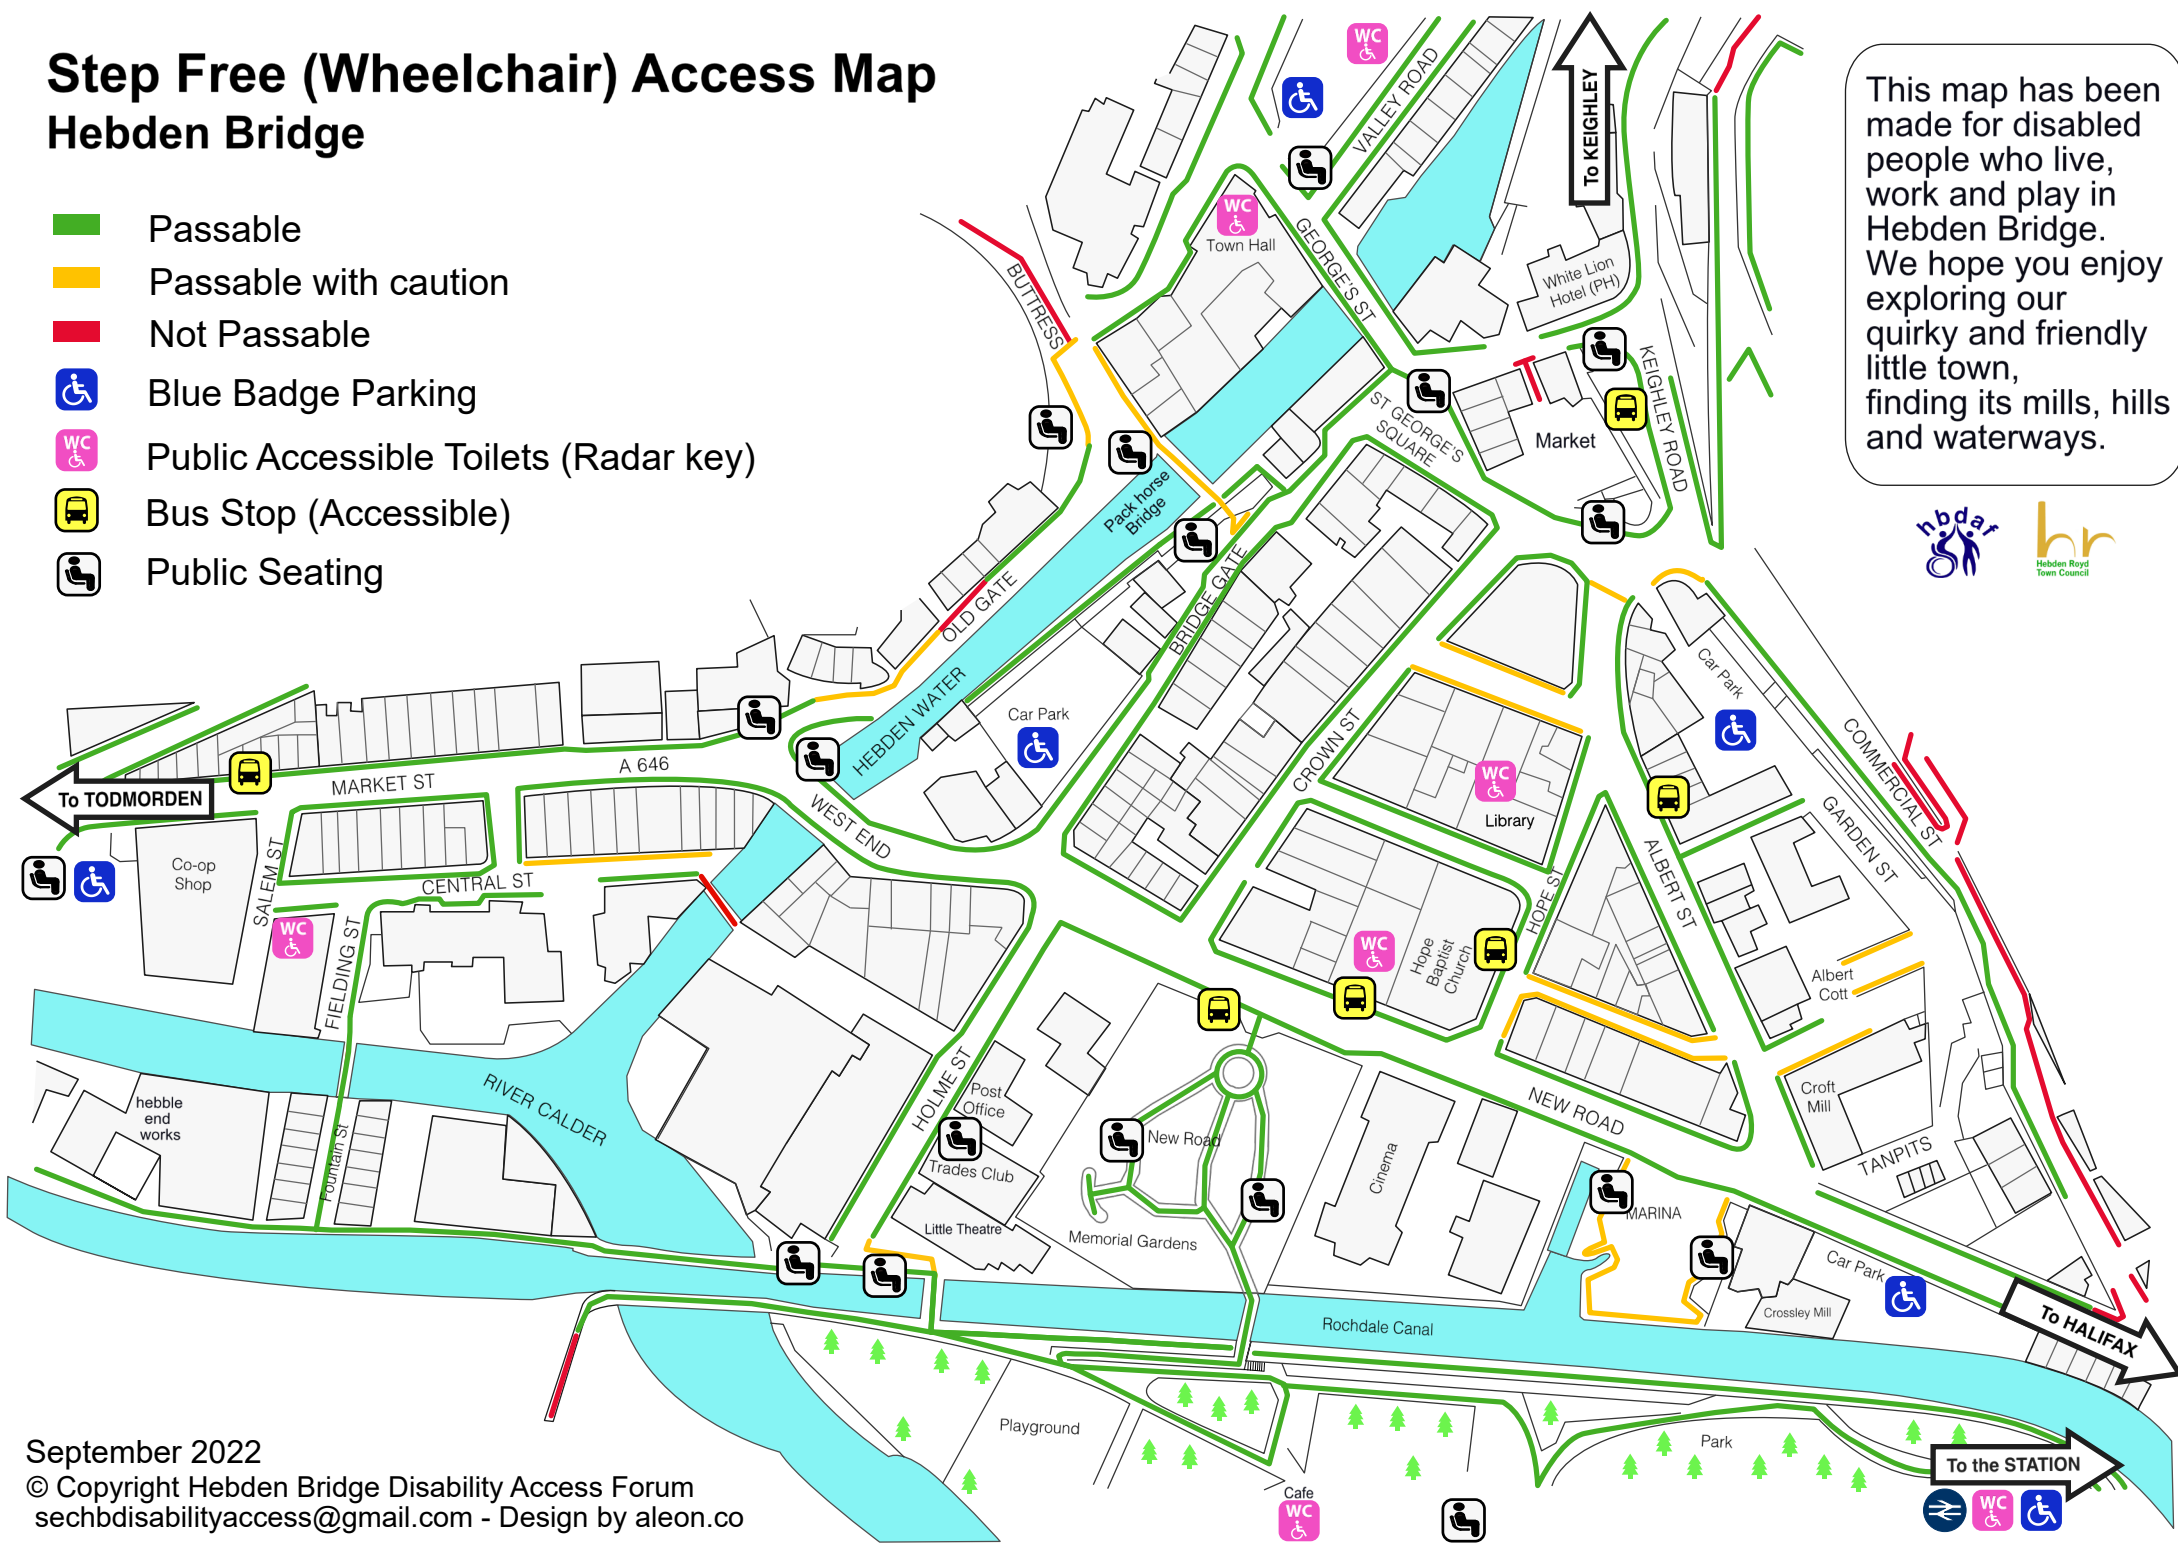 Step Free (Wheelchair) Access Map
Hebden Bridge
Passable
Passable with caution
Not Passable
Blue Badge Parking
WC
Public Accessible Toilets (Radar key)
Bus Stop (Accessible)
Public Seating
This map has been
made for disabled
people who live,
work and play in
Hebden Bridge.
We hope you enjoy
exploring our
quirky and friendly
little town,
finding its mills, hills
and waterways.
hbdaf
hr
Hebden Royd
Town Council
WC
VALLEY ROAD
To KEIGHLEY
WC
Town Hall
GEORGE'S ST
White Lion
Hotel (PH)
BUTTRESS
KEIGHLEY ROAD
ST GEORGE'S
SQUARE
Market
Pack horse
Bridge
OLD GATE
BRIDGE GATE
HEBDEN WATER
Car Park
Car Park
CROWN ST
COMMERCIAL ST
A 646
MARKET ST
To TODMORDEN
WEST END
WC
Library
GARDEN ST
ALBERT ST
Co-op
Shop
SALEM ST
CENTRAL ST
HOPE ST
WC
FIELDING ST
WC
Hope
Baptist
Church
Albert
Cott
HOLME ST
RIVER CALDER
hebble
end
works
Fountain St
Post
Office
New Road
NEW ROAD
Croft
Mill
TANPITS
Cinema
Trades Club
Little Theatre
Memorial Gardens
MARINA
Car Park
Crossley Mill
To HALIFAX
Rochdale Canal
Playground
Park
Cafe
WC
To the STATION
WC
September 2022
© Copyright Hebden Bridge Disability Access Forum
sechbdisabilityaccess@gmail.com - Design by aleon.co